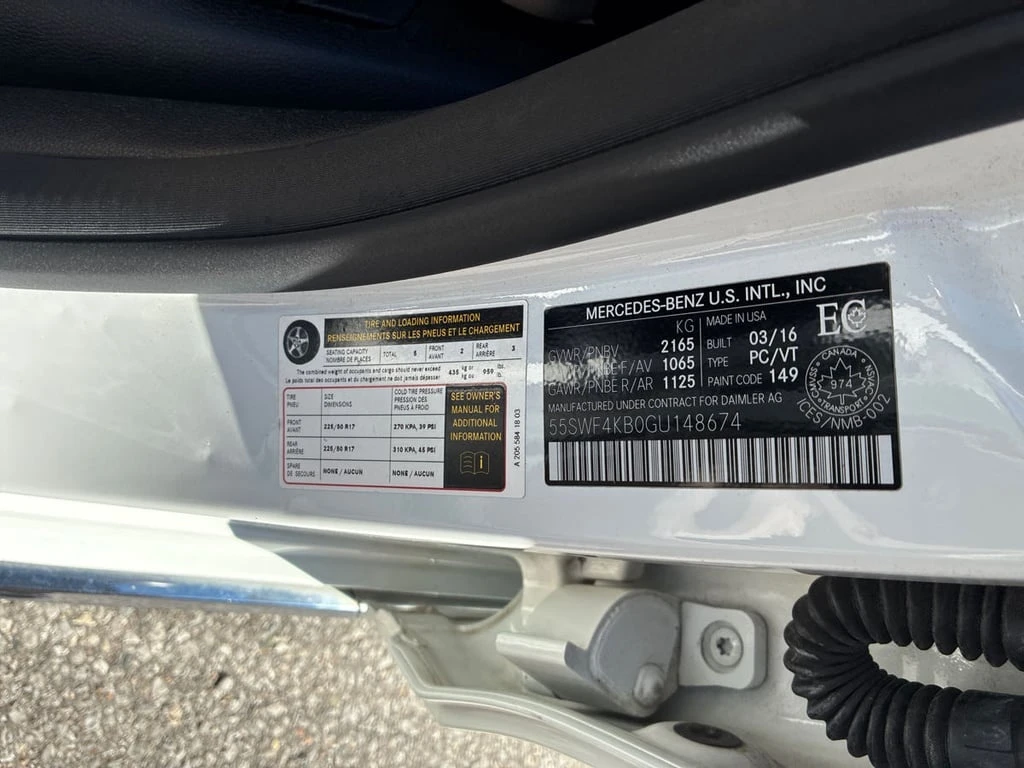 TIRE AND LOADING INFORMATION
RENSEIGNEMENTS SUR LES PNEUS ET LE CHARGEMENT
SEATING CAPACITY
NOMBRE DE PLACES
TOTAL 5
FRONT
AVANT 2
REAR
ARRIÈRE 3
The combined weight of occupants and cargo should never exceed
Le poids total des occupants et du chargement ne doit jamais dépasser
435 kg or
kg ou
959 lbs.
lb.
TIRE
PNEU
SIZE
DIMENSIONS
COLD TIRE PRESSURE
PRESSION DES
PNEUS À FROID
FRONT
AVANT
225/50 R17
270 KPA, 39 PSI
REAR
ARRIÈRE
225/50 R17
310 KPA, 45 PSI
SPARE
DE SECOURS
NONE / AUCUN
NONE / AUCUN
SEE OWNER'S
MANUAL FOR
ADDITIONAL
INFORMATION
i
A 205 584 18 03
MERCEDES-BENZ U.S. INTL., INC
KG
GVWR/PNBV 2165
GAWR/PNBE F/AV 1065
GAWR/PNBE R/AR 1125
MADE IN USA
BUILT 03/16
TYPE PC/VT
PAINT CODE 149
EC
CANADA
974
TRANSPORT
ICES/NMB-002
MANUFACTURED UNDER CONTRACT FOR DAIMLER AG
55SWF4KB0GU148674